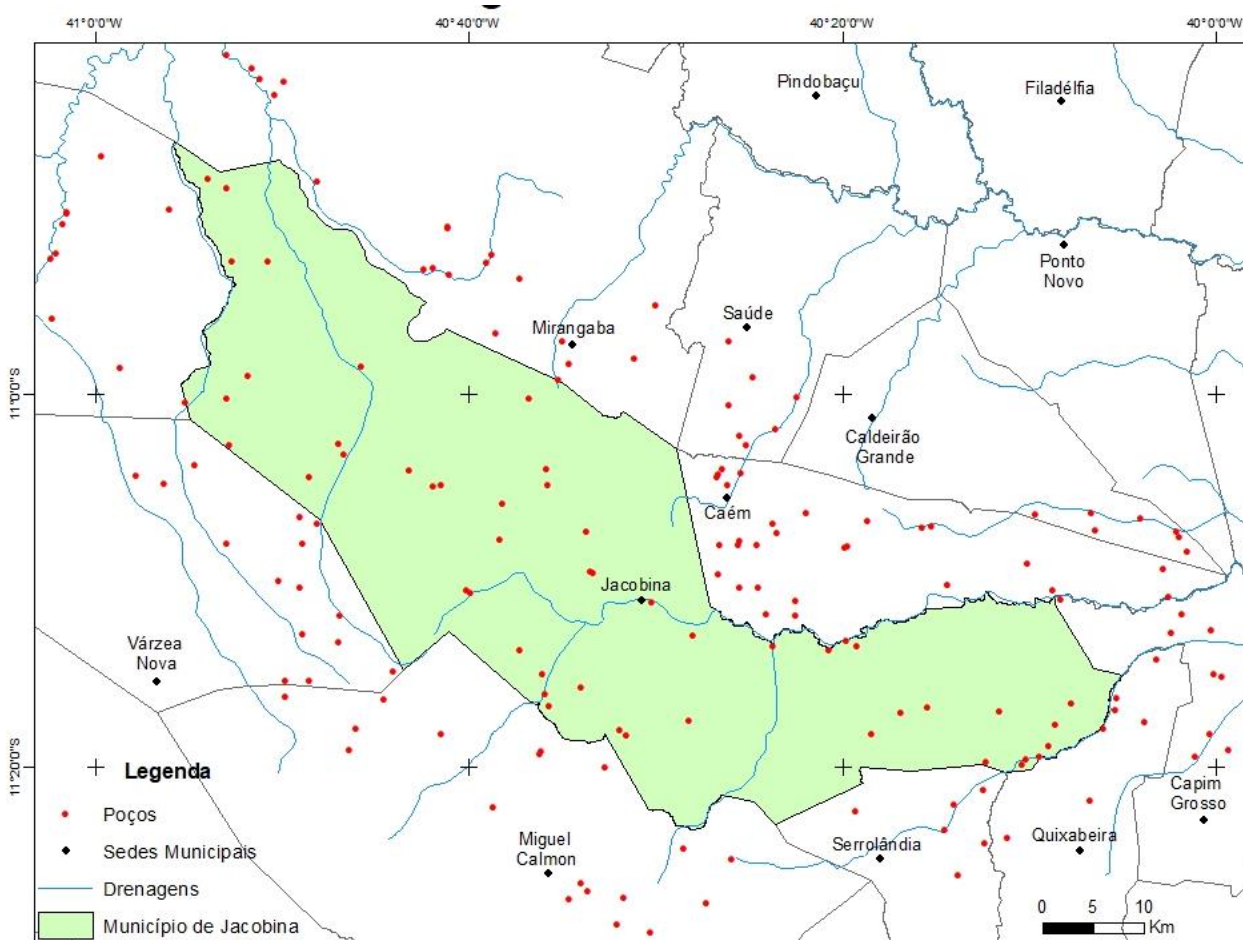 41°0'0"W
40°40'0"W
40°20'0"W
40°0'0"W
Pindobaçu
Filadélfia
Ponto
Novo
Saúde
Mirangaba
11°0'0"S
Caldeirão
Grande
Caém
Jacobina
Várzea
Nova
11°20'0"S
Legenda
Poços
Sedes Municipais
Drenagens
Município de Jacobina
Miguel
Calmon
Serrolândia
Quixabeira
Capim
Grosso
0 5 10
Km